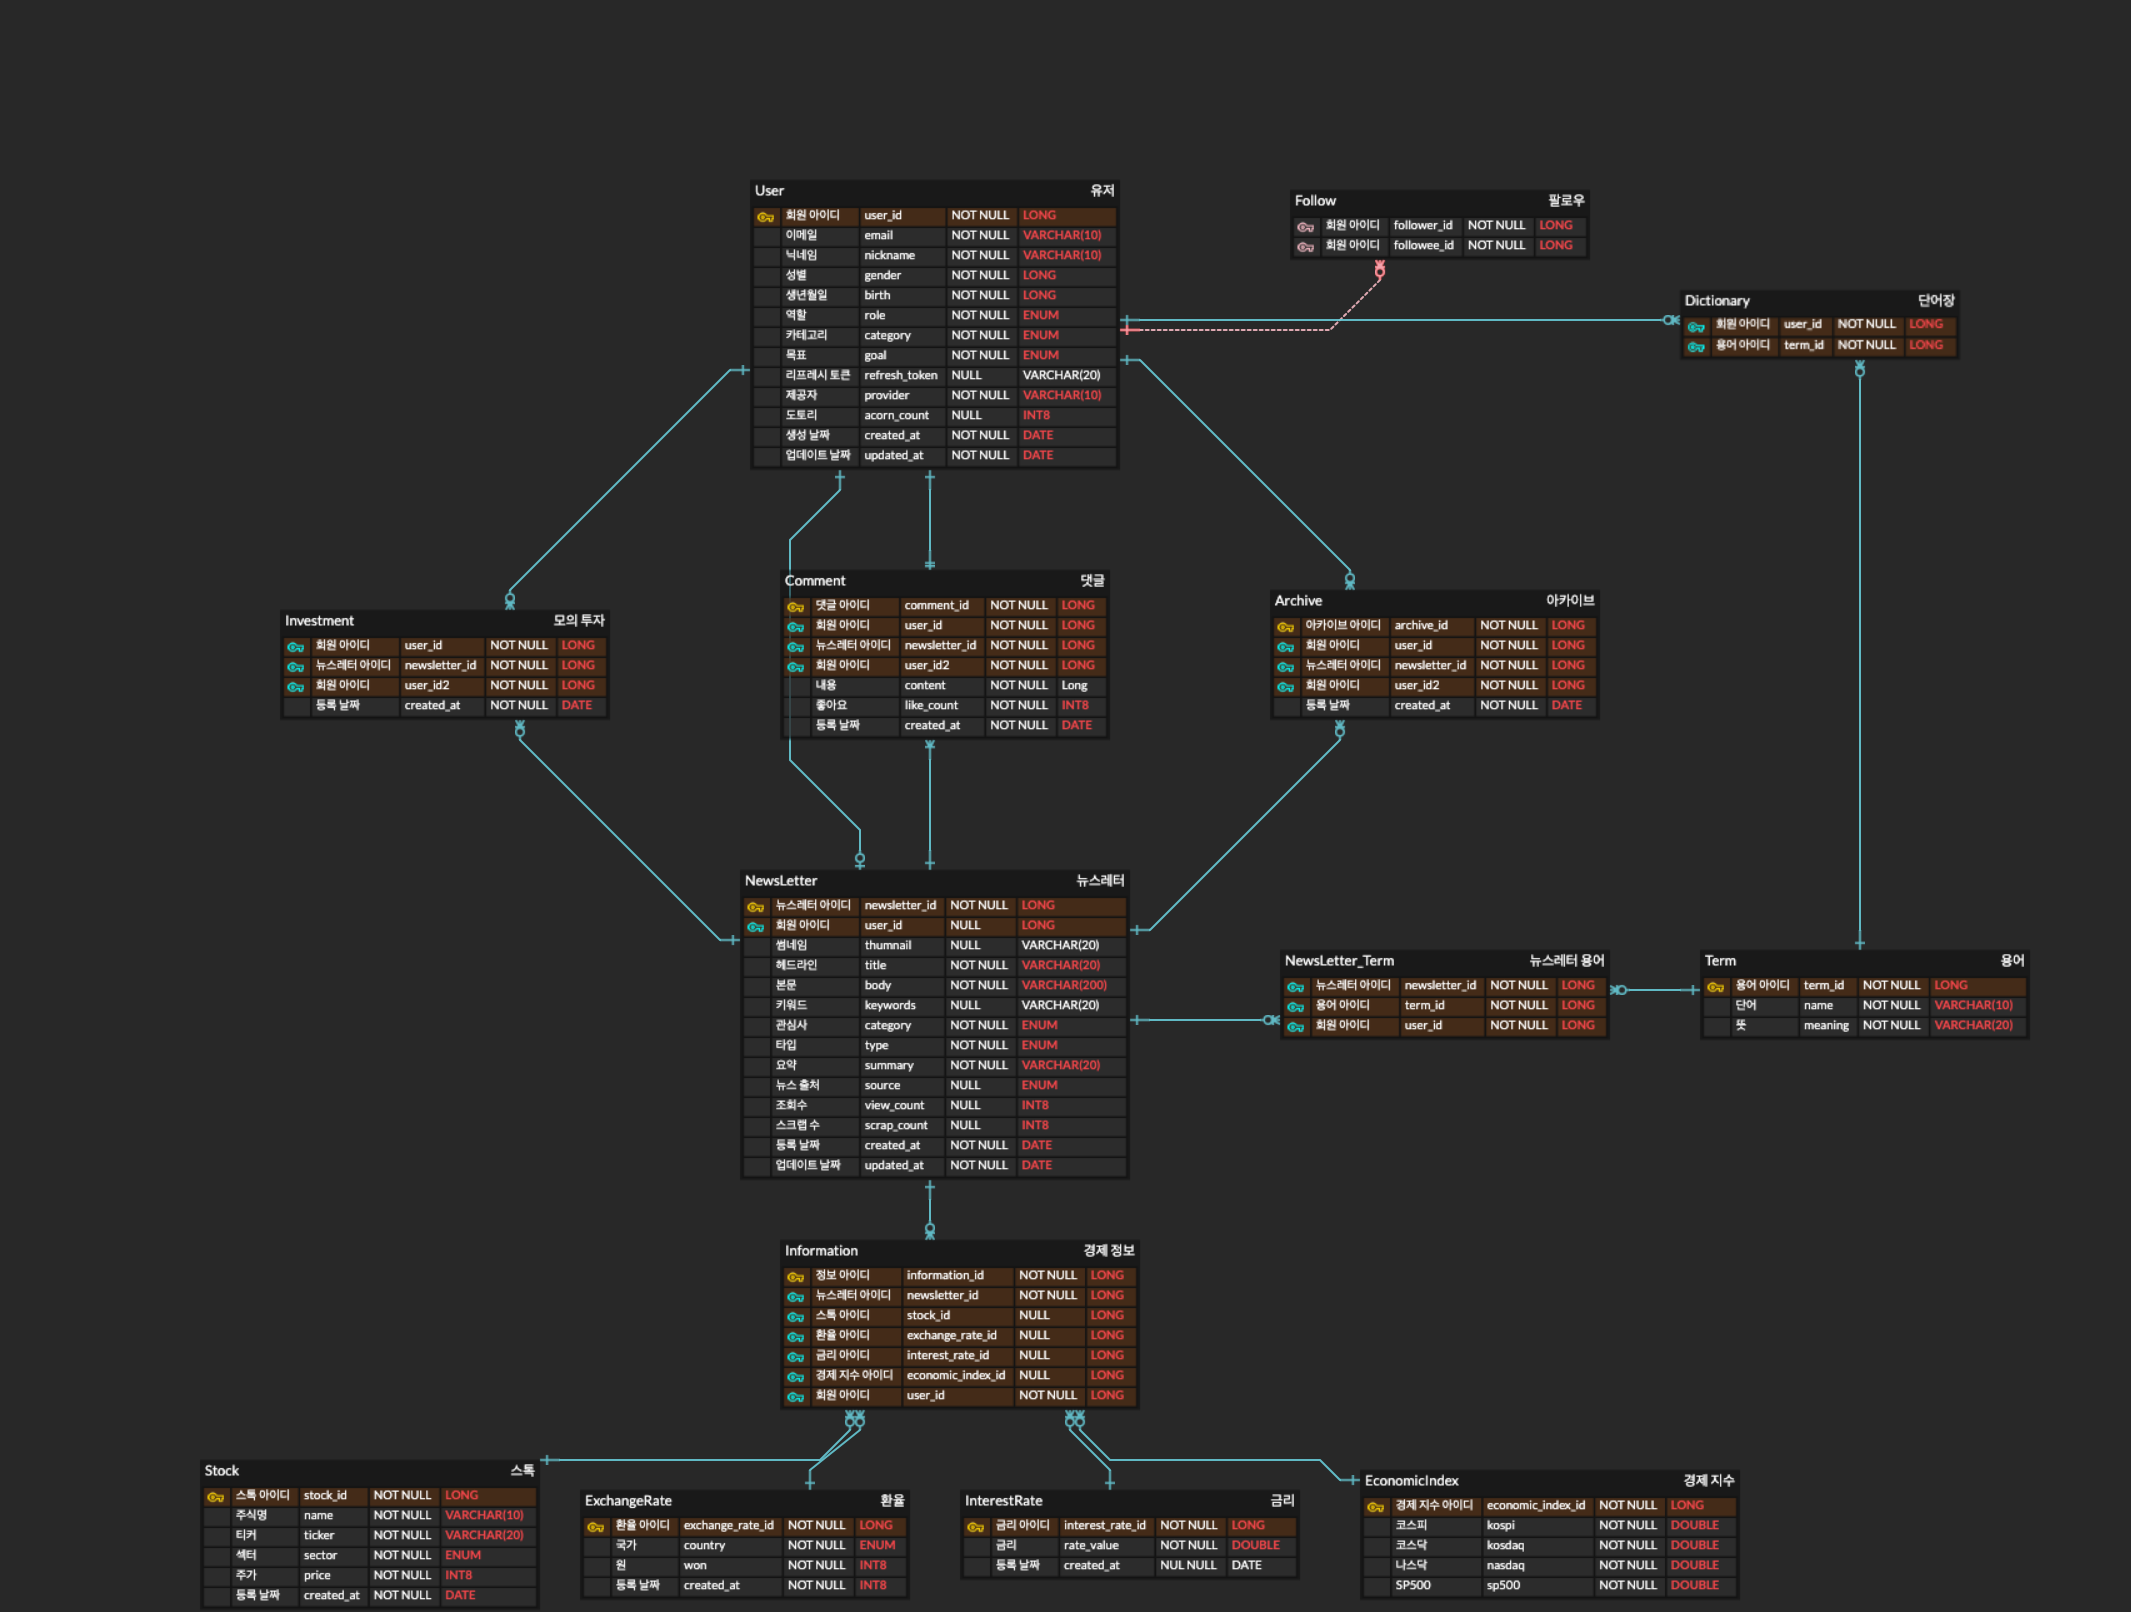 User 유저
회원 아이디 user_id NOT NULL LONG
이메일 email NOT NULL VARCHAR(10)
닉네임 nickname NOT NULL VARCHAR(10)
성별 gender NOT NULL LONG
생년월일 birth NOT NULL LONG
역할 role NOT NULL ENUM
카테고리 category NOT NULL ENUM
목표 goal NOT NULL ENUM
리프레시 토큰 refresh_token NULL VARCHAR(20)
제공자 provider NOT NULL VARCHAR(10)
도토리 acorn_count NULL INT8
생성 날짜 created_at NOT NULL DATE
업데이트 날짜 updated_at NOT NULL DATE
Follow 팔로우
회원 아이디 follower_id NOT NULL LONG
회원 아이디 followee_id NOT NULL LONG
Dictionary 단어장
회원 아이디 user_id NOT NULL LONG
용어 아이디 term_id NOT NULL LONG
Investment 모의 투자
회원 아이디 user_id NOT NULL LONG
뉴스레터 아이디 newsletter_id NOT NULL LONG
회원 아이디 user_id2 NOT NULL LONG
등록 날짜 created_at NOT NULL DATE
Comment 댓글
댓글 아이디 comment_id NOT NULL LONG
회원 아이디 user_id NOT NULL LONG
뉴스레터 아이디 newsletter_id NOT NULL LONG
회원 아이디 user_id2 NOT NULL LONG
내용 content NOT NULL Long
좋아요 like_count NOT NULL INT8
등록 날짜 created_at NOT NULL DATE
Archive 아카이브
아카이브 아이디 archive_id NOT NULL LONG
회원 아이디 user_id NOT NULL LONG
뉴스레터 아이디 newsletter_id NOT NULL LONG
회원 아이디 user_id2 NOT NULL LONG
등록 날짜 created_at NOT NULL DATE
NewsLetter 뉴스레터
뉴스레터 아이디 newsletter_id NOT NULL LONG
회원 아이디 user_id NULL LONG
썸네임 thumnail NULL VARCHAR(20)
헤드라인 title NOT NULL VARCHAR(20)
본문 body NOT NULL VARCHAR(200)
키워드 keywords NULL VARCHAR(20)
관심사 category NOT NULL ENUM
타입 type NOT NULL ENUM
요약 summary NOT NULL VARCHAR(20)
뉴스 출처 source NULL ENUM
조회수 view_count NULL INT8
스크랩 수 scrap_count NULL INT8
등록 날짜 created_at NOT NULL DATE
업데이트 날짜 updated_at NOT NULL DATE
NewsLetter_Term 뉴스레터 용어
뉴스레터 아이디 newsletter_id NOT NULL LONG
용어 아이디 term_id NOT NULL LONG
회원 아이디 user_id NOT NULL LONG
Term 용어
용어 아이디 term_id NOT NULL LONG
단어 name NOT NULL VARCHAR(10)
뜻 meaning NOT NULL VARCHAR(20)
Information 경제 정보
정보 아이디 information_id NOT NULL LONG
뉴스레터 아이디 newsletter_id NOT NULL LONG
스톡 아이디 stock_id NULL LONG
환율 아이디 exchange_rate_id NULL LONG
금리 아이디 interest_rate_id NULL LONG
경제 지수 아이디 economic_index_id NULL LONG
회원 아이디 user_id NOT NULL LONG
Stock 스톡
스톡 아이디 stock_id NOT NULL LONG
주식명 name NOT NULL VARCHAR(10)
티커 ticker NOT NULL VARCHAR(20)
섹터 sector NOT NULL ENUM
주가 price NOT NULL INT8
등록 날짜 created_at NOT NULL DATE
ExchangeRate 환율
환율 아이디 exchange_rate_id NOT NULL LONG
국가 country NOT NULL ENUM
원 won NOT NULL INT8
등록 날짜 created_at NOT NULL INT8
InterestRate 금리
금리 아이디 interest_rate_id NOT NULL LONG
금리 rate_value NOT NULL DOUBLE
등록 날짜 created_at NUL NULL DATE
EconomicIndex 경제 지수
경제 지수 아이디 economic_index_id NOT NULL LONG
코스피 kospi NOT NULL DOUBLE
코스닥 kosdaq NOT NULL DOUBLE
나스닥 nasdaq NOT NULL DOUBLE
SP500 sp500 NOT NULL DOUBLE